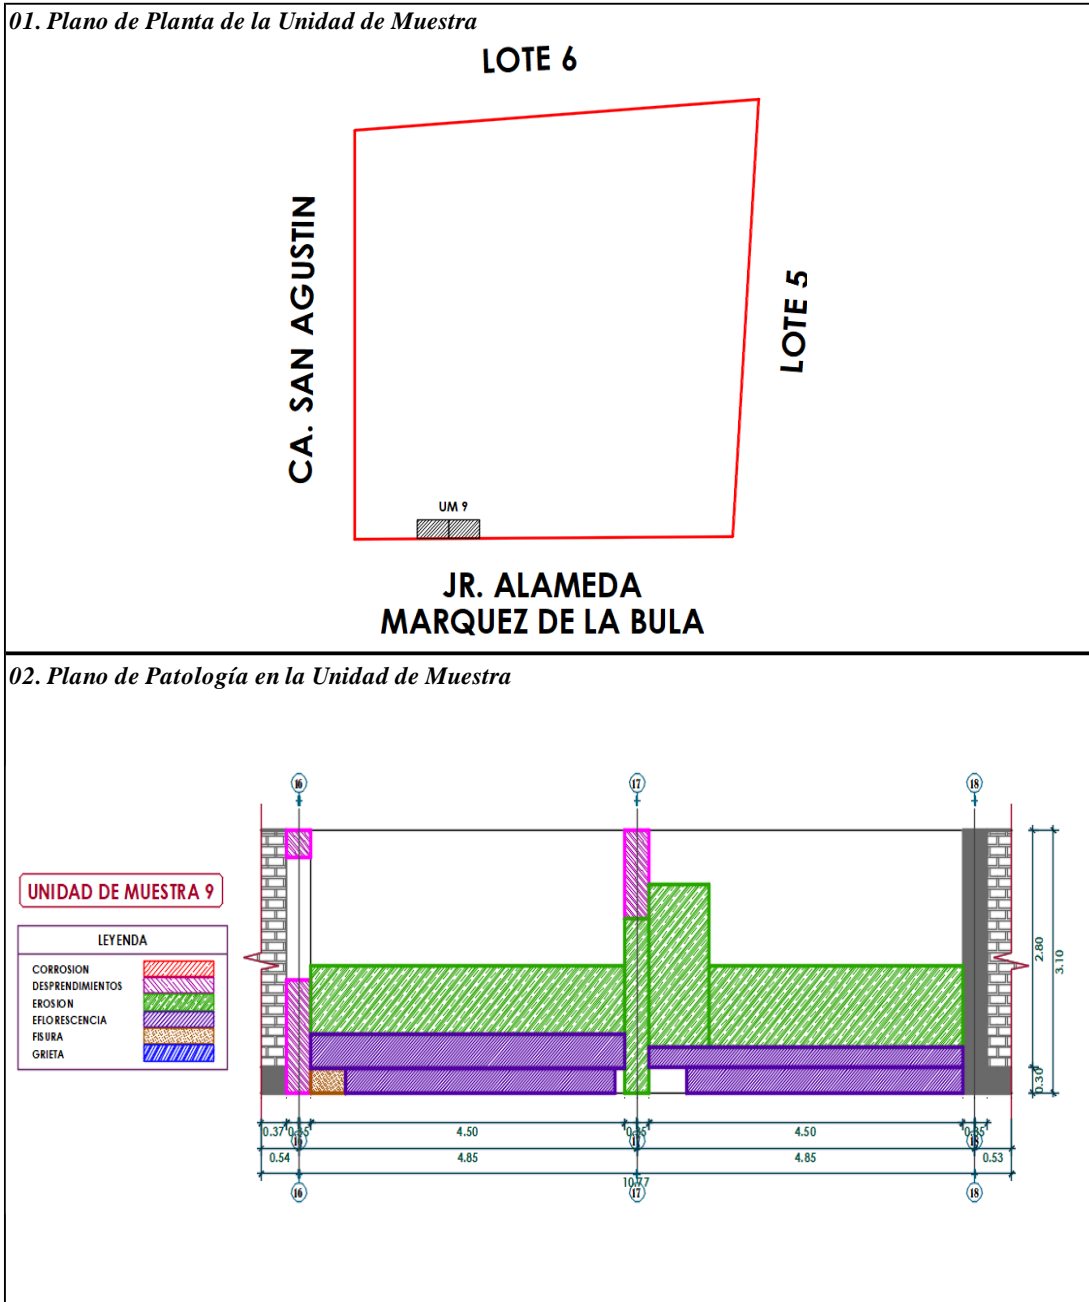 01. Plano de Planta de la Unidad de Muestra
LOTE 6
CA. SAN AGUSTIN
LOTE 5
UM 9
JR. ALAMEDA
MARQUEZ DE LA BULA
02. Plano de Patología en la Unidad de Muestra
16
17
18
UNIDAD DE MUESTRA 9
LEYENDA
CORROSION
DESPRENDIMIENTOS
EROSION
EFLORESCENCIA
FISURA
GRIETA
2.80
3.10
0.30
0.37
4.50
4.50
0.54
4.85
4.85
0.53
16
17
18